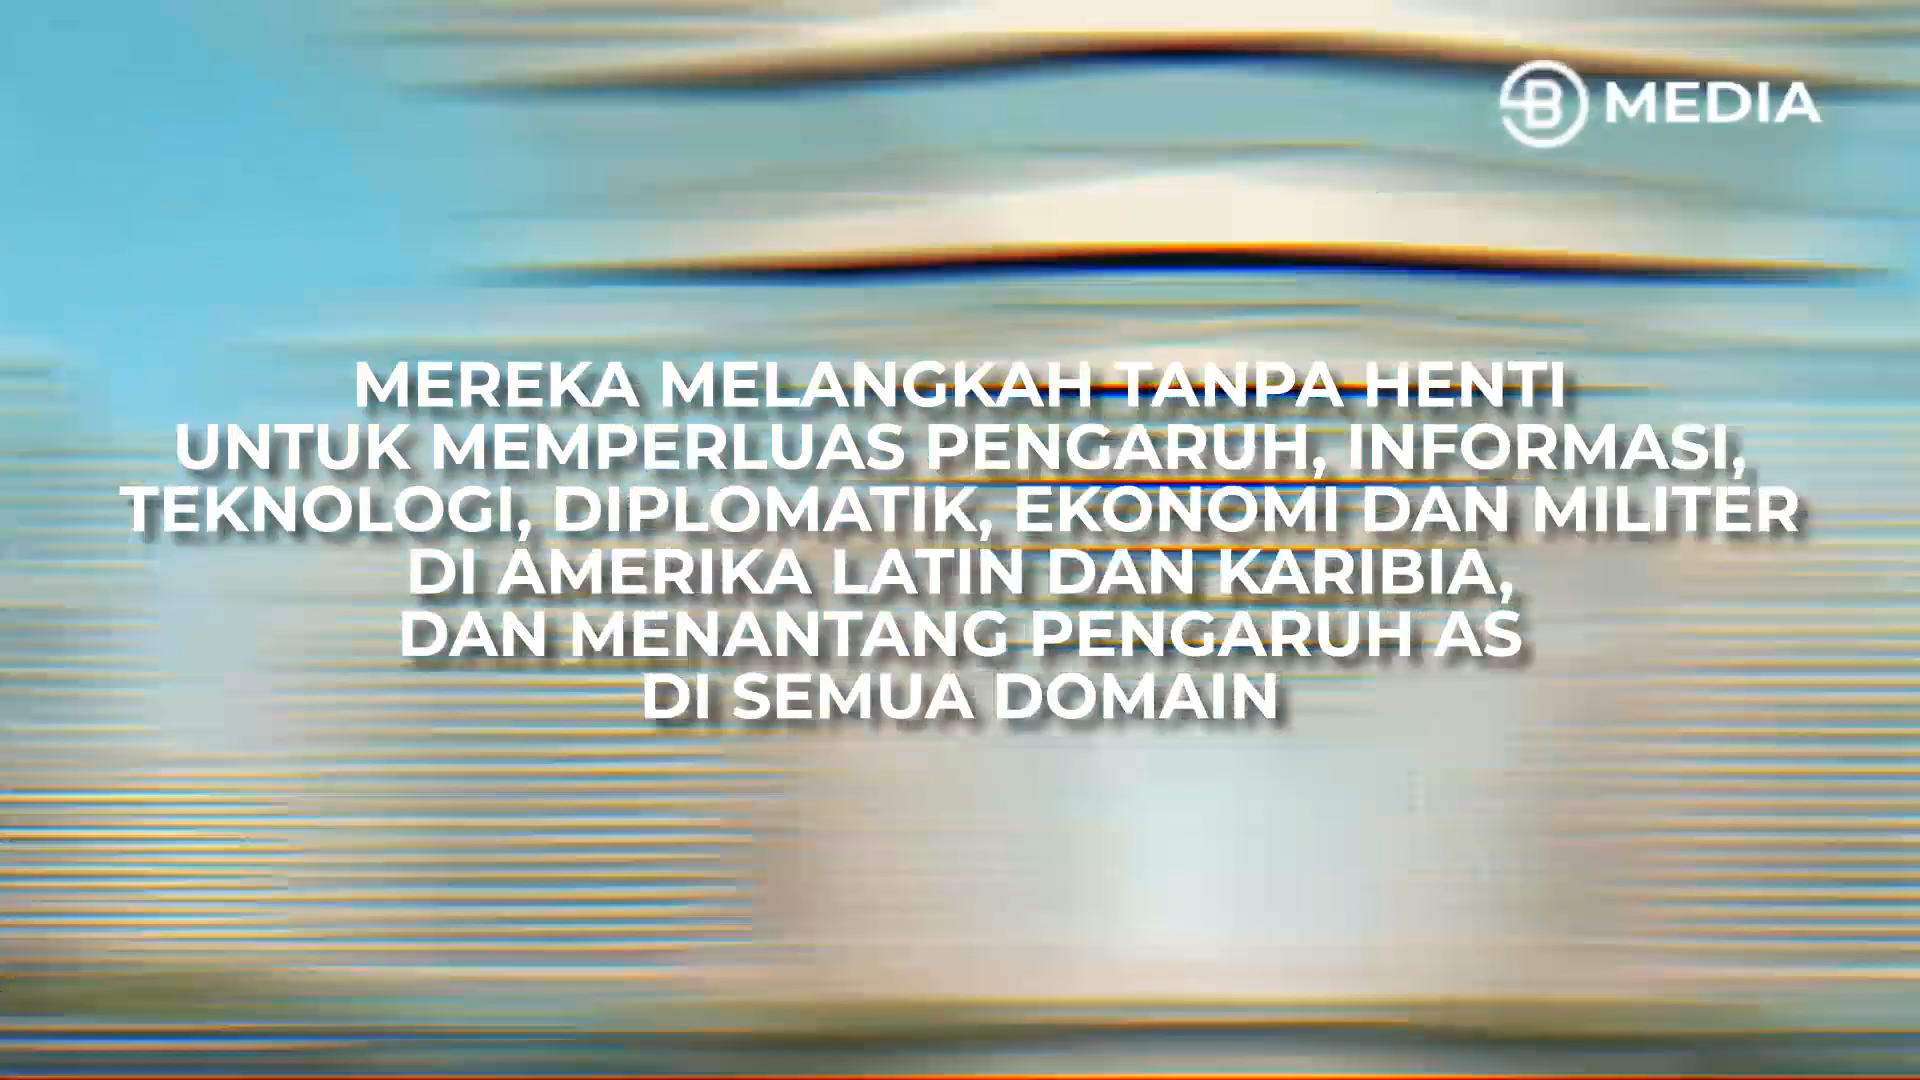 B MEDIA
MEREKA MELANGKAH TANPA HENTI
UNTUK MEMPERLUAS PENGARUH, INFORMASI,
TEKNOLOGI, DIPLOMATIK, EKONOMI DAN MILITER
DI AMERIKA LATIN DAN KARIBIA,
DAN MENANTANG PENGARUH AS
DI SEMUA DOMAIN